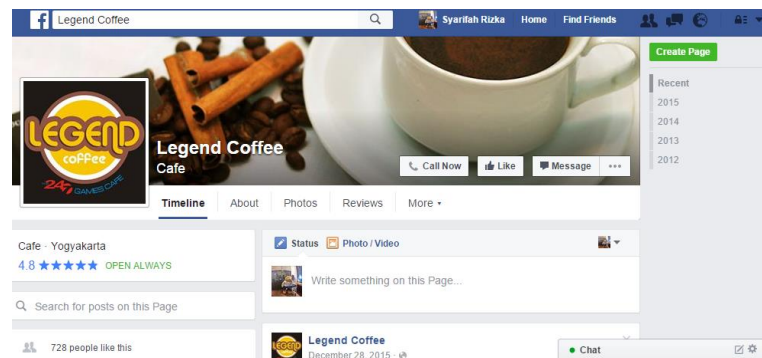 f Legend Coffee Syarifah Rizka Home Find Friends
Create Page
Recent
2015
2014
2013
2012
LEGEND
coffee
24/7 GAMES CAFE
Legend Coffee
Cafe
Call Now Like Message ...
Timeline About Photos Reviews More
Cafe · Yogyakarta
4.8 ★★★★★ OPEN ALWAYS
Search for posts on this Page
728 people like this
Status Photo / Video
Write something on this Page...
LEGEND
Legend Coffee
December 28, 2015 ·
Chat